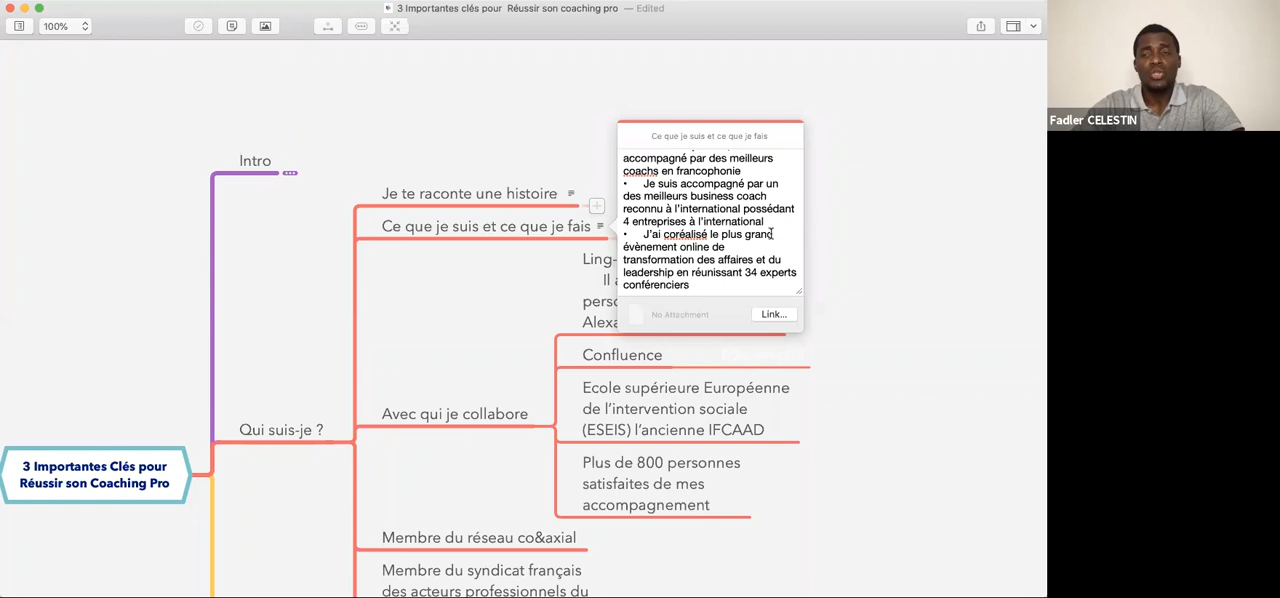 3 Importantes clés pour  Réussir son coaching pro — Edited
100%
Fadler CELESTIN
Intro
Ce que je suis et ce que je fais
accompagné par des meilleurs
coachs en francophonie
• Je suis accompagné par un
des meilleurs business coach
reconnu à l'international possédant
4 entreprises à l'international
• J'ai coréalisé le plus grand
évènement online de
transformation des affaires et du
leadership en réunissant 34 experts
conférenciers
No Attachment
Link...
Je te raconte une histoire
Ce que je suis et ce que je fais
Ling-
Il a
perso
Alexa
Confluence
Ecole supérieure Européenne
de l'intervention sociale
(ESEIS) l'ancienne IFCAAD
Avec qui je collabore
Plus de 800 personnes
satisfaites de mes
accompagnement
Qui suis-je ?
3 Importantes Clés pour
Réussir son Coaching Pro
Membre du réseau co&axial
Membre du syndicat français
des acteurs professionnels du